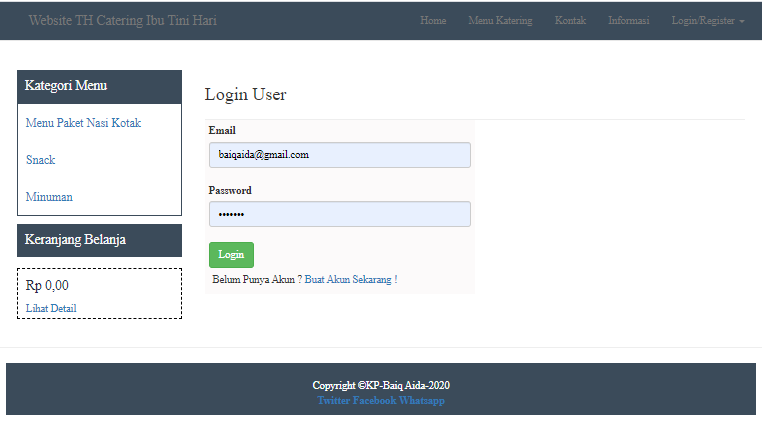 Website TH Catering Ibu Tini Hari
Home Menu Katering Kontak Informasi Login/Register
Kategori Menu
Menu Paket Nasi Kotak
Snack
Minuman
Keranjang Belanja
Rp 0,00
Lihat Detail
Login User
Email
baiqaida@gmail.com
Password
•••••••
Login
Belum Punya Akun ? Buat Akun Sekarang !
Copyright ©KP-Baiq Aida-2020
Twitter Facebook Whatsapp